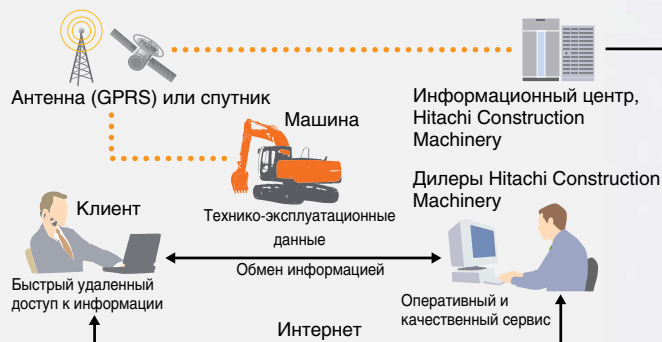 Антенна (GPRS) или спутник
Информационный центр,
Hitachi Construction
Machinery
Машина
Дилеры Hitachi Construction
Machinery
Клиент
Технико-эксплуатационные
данные
Обмен информацией
Быстрый удаленный
доступ к информации
Оперативный и
качественный сервис
Интернет